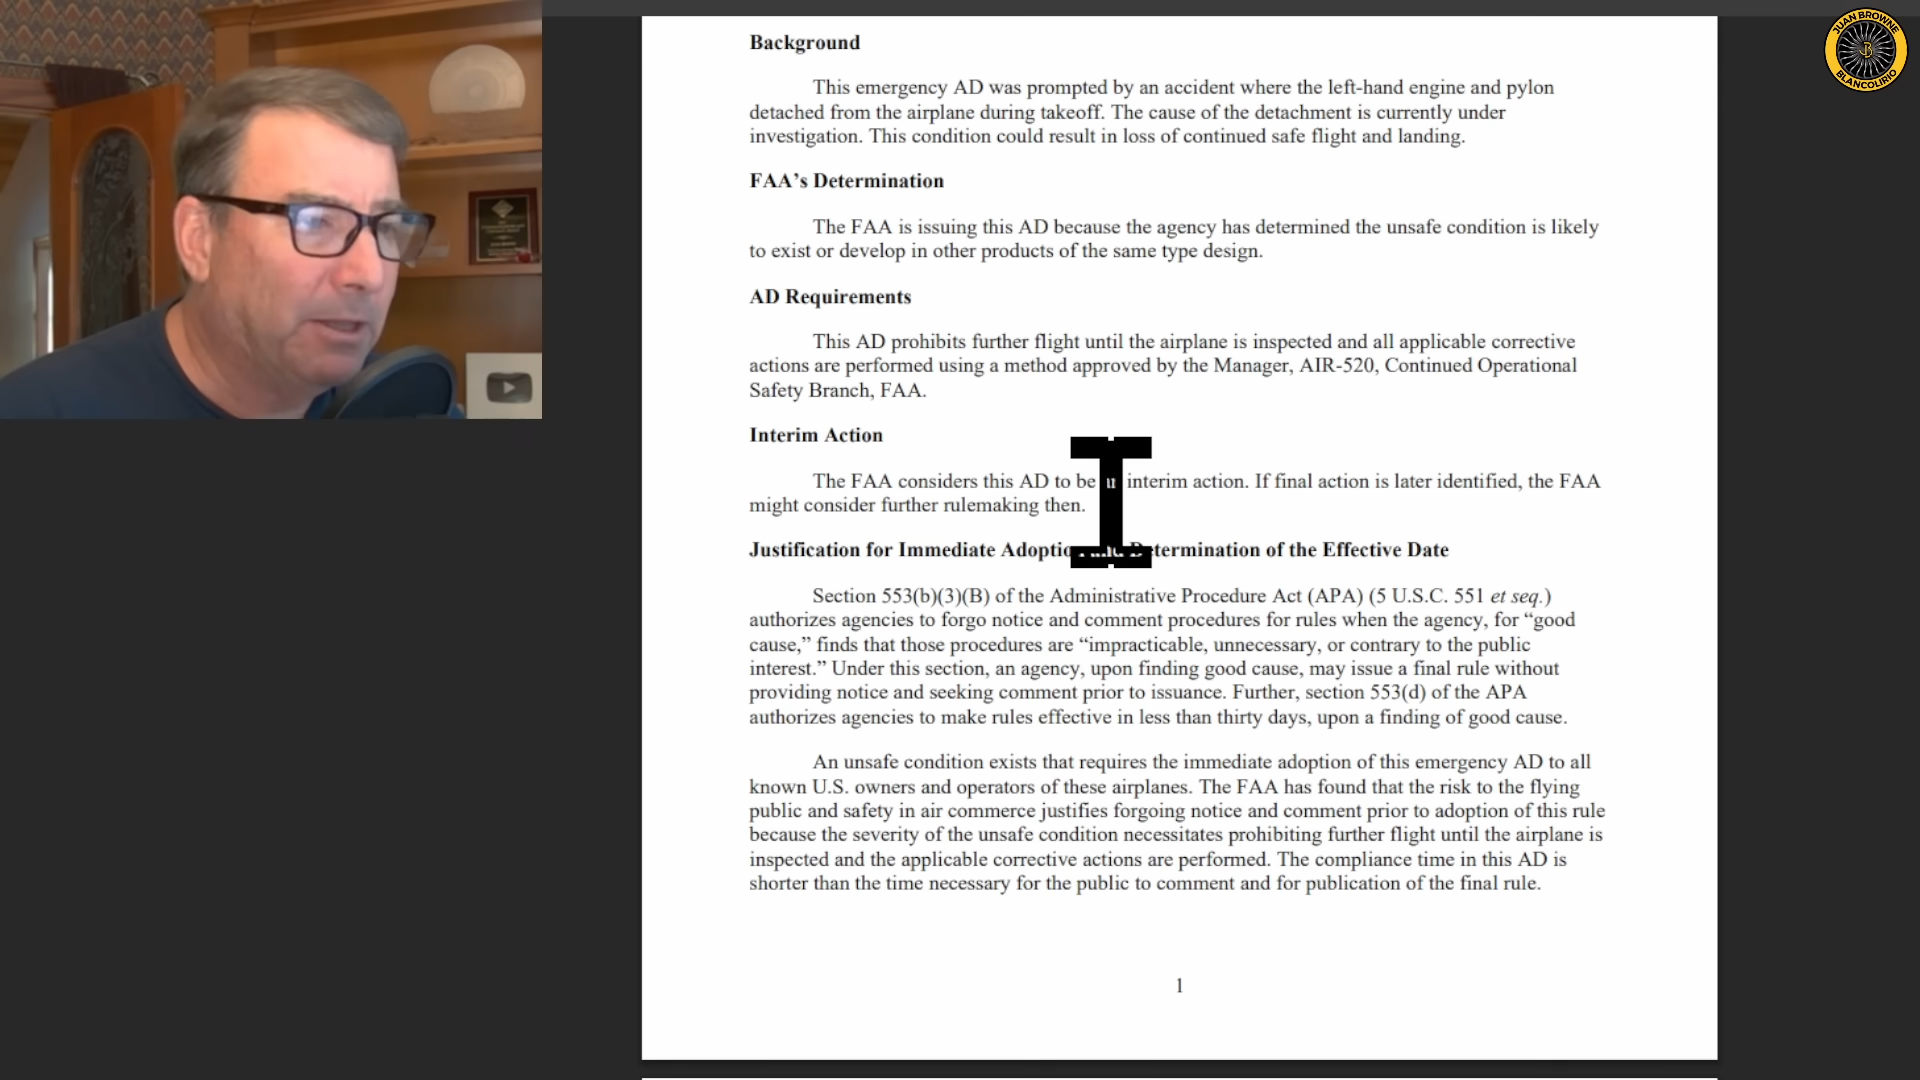 JUAN BROWNE
JB
BLANCOLIRIO
Background
This emergency AD was prompted by an accident where the left-hand engine and pylon
detached from the airplane during takeoff. The cause of the detachment is currently under
investigation. This condition could result in loss of continued safe flight and landing.
FAA’s Determination
The FAA is issuing this AD because the agency has determined the unsafe condition is likely
to exist or develop in other products of the same type design.
AD Requirements
This AD prohibits further flight until the airplane is inspected and all applicable corrective
actions are performed using a method approved by the Manager, AIR-520, Continued Operational
Safety Branch, FAA.
Interim Action
The FAA considers this AD to be interim action. If final action is later identified, the FAA
might consider further rulemaking then.
Justification for Immediate Adoption and Determination of the Effective Date
Section 553(b)(3)(B) of the Administrative Procedure Act (APA) (5 U.S.C. 551 et seq.)
authorizes agencies to forgo notice and comment procedures for rules when the agency, for “good
cause,” finds that those procedures are “impracticable, unnecessary, or contrary to the public
interest.” Under this section, an agency, upon finding good cause, may issue a final rule without
providing notice and seeking comment prior to issuance. Further, section 553(d) of the APA
authorizes agencies to make rules effective in less than thirty days, upon a finding of good cause.
An unsafe condition exists that requires the immediate adoption of this emergency AD to all
known U.S. owners and operators of these airplanes. The FAA has found that the risk to the flying
public and safety in air commerce justifies forgoing notice and comment prior to adoption of this rule
because the severity of the unsafe condition necessitates prohibiting further flight until the airplane is
inspected and the applicable corrective actions are performed. The compliance time in this AD is
shorter than the time necessary for the public to comment and for publication of the final rule.
1